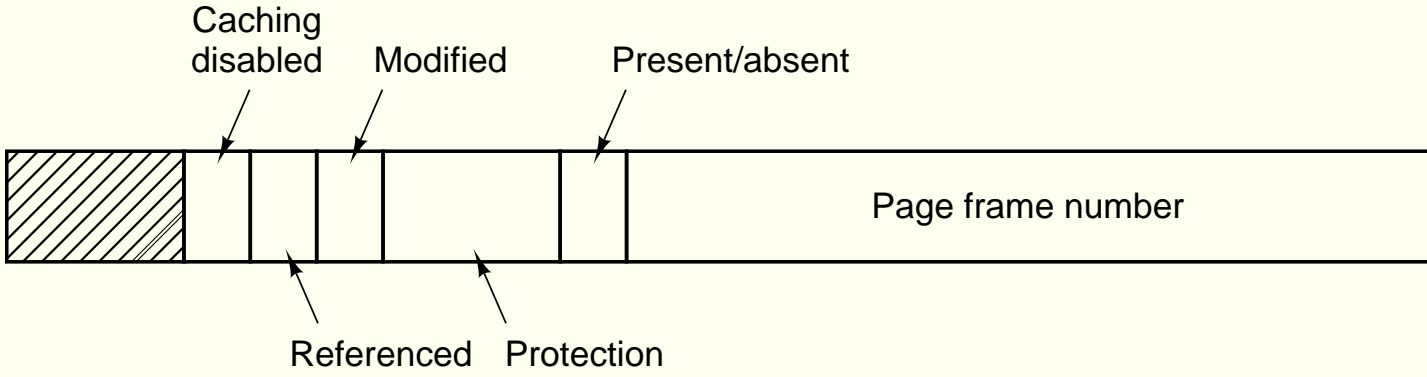 Caching
disabled
Modified
Present/absent
Page frame number
Referenced
Protection